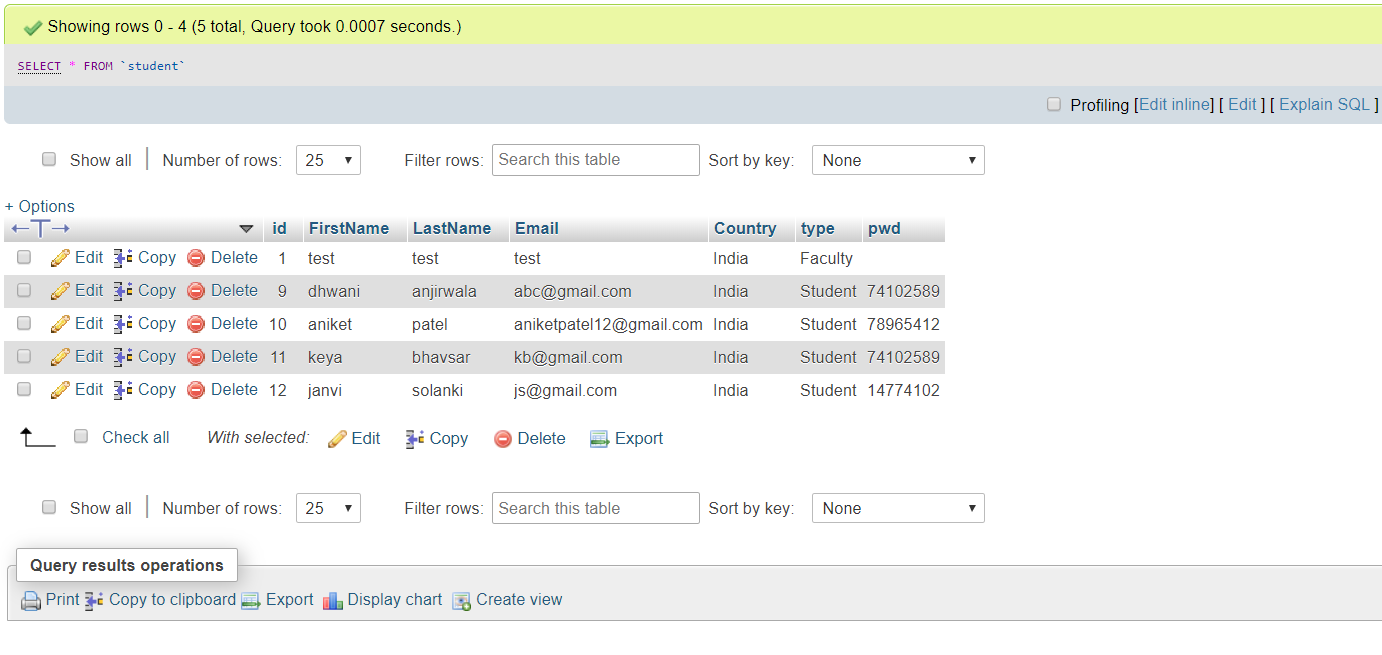 Showing rows 0 - 4 (5 total, Query took 0.0007 seconds.)
SELECT * FROM `student`
Profiling [Edit inline] [ Edit ] [ Explain SQL ]
Show all Number of rows: 25 Filter rows: Search this table Sort by key: None
+ Options
id FirstName LastName Email Country type pwd
Edit Copy Delete 1 test test test India Faculty
Edit Copy Delete 9 dhwani anjirwala abc@gmail.com India Student 74102589
Edit Copy Delete 10 aniket patel aniketpatel12@gmail.com India Student 78965412
Edit Copy Delete 11 keya bhavsar kb@gmail.com India Student 74102589
Edit Copy Delete 12 janvi solanki js@gmail.com India Student 14774102
Check all With selected: Edit Copy Delete Export
Show all Number of rows: 25 Filter rows: Search this table Sort by key: None
Query results operations
Print Copy to clipboard Export Display chart Create view